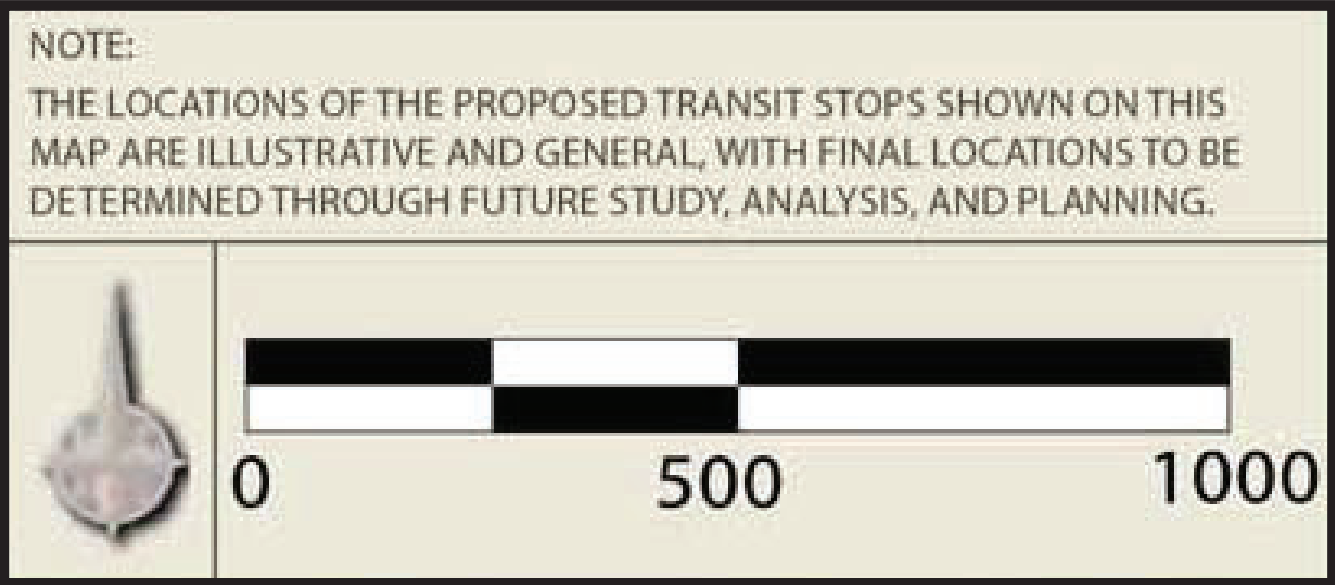 NOTE:
THE LOCATIONS OF THE PROPOSED TRANSIT STOPS SHOWN ON THIS
MAP ARE ILLUSTRATIVE AND GENERAL, WITH FINAL LOCATIONS TO BE
DETERMINED THROUGH FUTURE STUDY, ANALYSIS, AND PLANNING.
0 500 1000